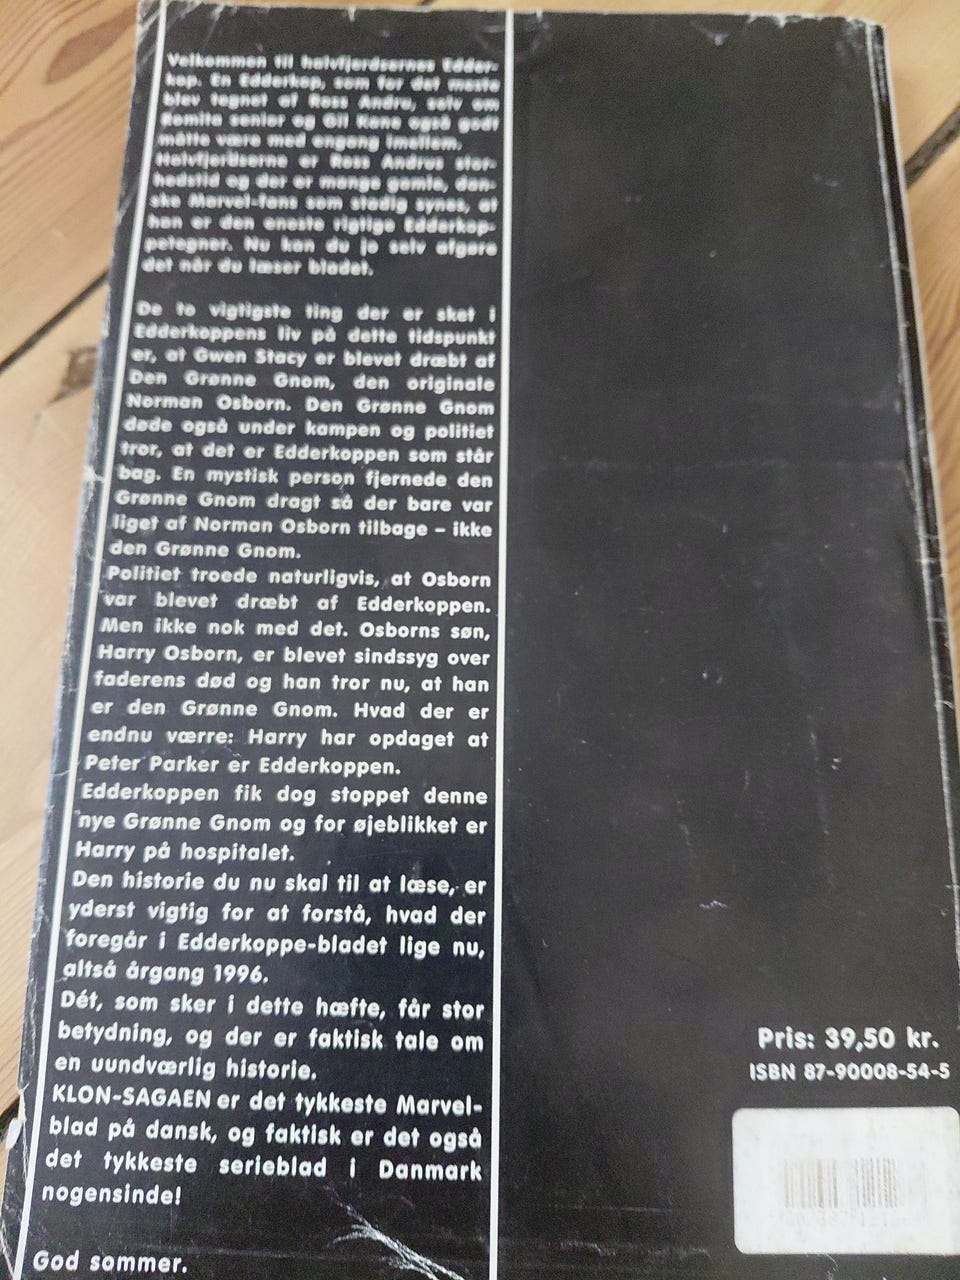 Velkommen til halvfjerdsernes Edder-
kop. En Edderkop, som for det meste
blev tegnet af Ross Andru, selv om
Romita senior og Gil Kane også godt
måtte være med engang imellem.
Halvfjerdserne er Ross Andrus stor-
hedstid og der er mange gamle, dan-
ske Marvel-fans som stadig synes, at
han er den eneste rigtige Edderkop-
petegner. Nu kan du jo selv afgøre
det når du læser bladet.
De to vigtigste ting der er sket i
Edderkoppens liv på dette tidspunkt
er, at Gwen Stacy er blevet dræbt af
Den Grønne Gnom, den originale
Norman Osborn. Den Grønne Gnom
døde også under kampen og politiet
tror, at det er Edderkoppen som står
bag. En mystisk person fjernede den
Grønne Gnom dragt så der bare var
liget af Norman Osborn tilbage – ikke
den Grønne Gnom.
Politiet troede naturligvis, at Osborn
var blevet dræbt af Edderkoppen.
Men ikke nok med det. Osborns søn,
Harry Osborn, er blevet sindssyg over
faderens død og han tror nu, at han
er den Grønne Gnom. Hvad der er
endnu værre: Harry har opdaget at
Peter Parker er Edderkoppen.
Edderkoppen fik dog stoppet denne
nye Grønne Gnom og for øjeblikket er
Harry på hospitalet.
Den historie du nu skal til at læse, er
yderst vigtig for at forstå, hvad der
foregår i Edderkoppe-bladet lige nu,
altså årgang 1996.
Dét, som sker i dette hæfte, får stor
betydning, og der er faktisk tale om
en uundværlig historie.
KLON-SAGAEN er det tykkeste Marvel-
blad på dansk, og faktisk er det også
det tykkeste serieblad i Danmark
nogensinde!
God sommer.
Pris: 39,50 kr.
ISBN 87-90008-54-5